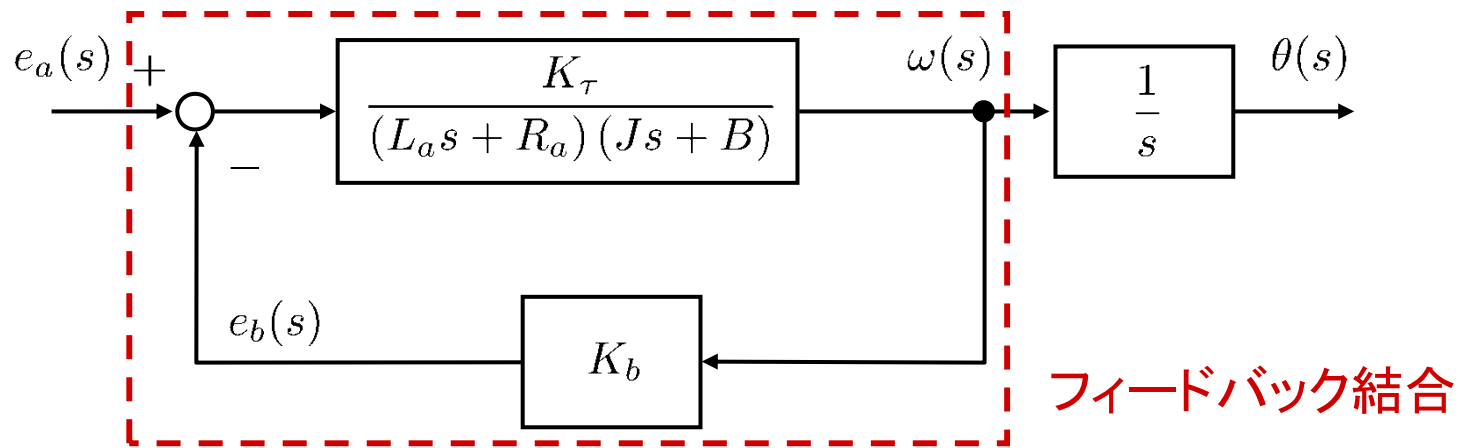 e_a(s)
+
−
K_τ
(L_a s + R_a) (Js + B)
ω(s)
1
s
θ(s)
e_b(s)
K_b
フィードバック結合